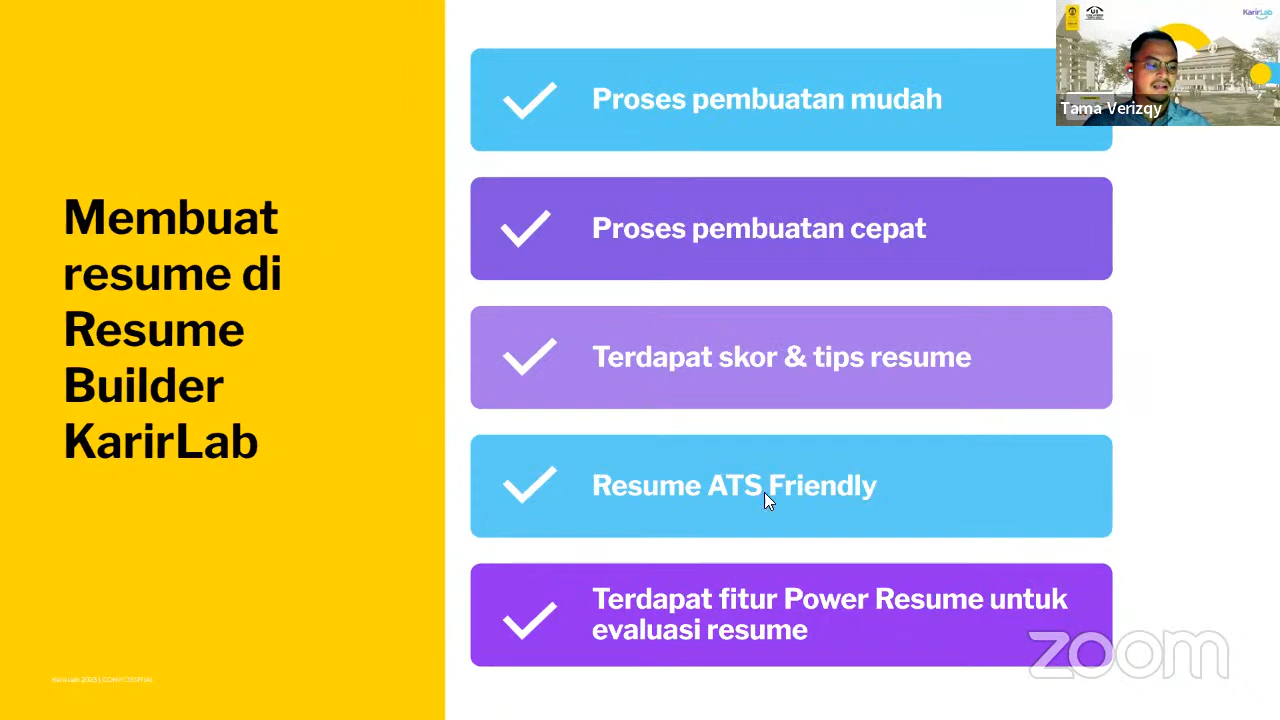 Membuat
resume di
Resume
Builder
KarirLab
Proses pembuatan mudah
Proses pembuatan cepat
Terdapat skor & tips resume
Resume ATS Friendly
Terdapat fitur Power Resume untuk
evaluasi resume
KarirLab
UI
Tama Verizqy
zoom